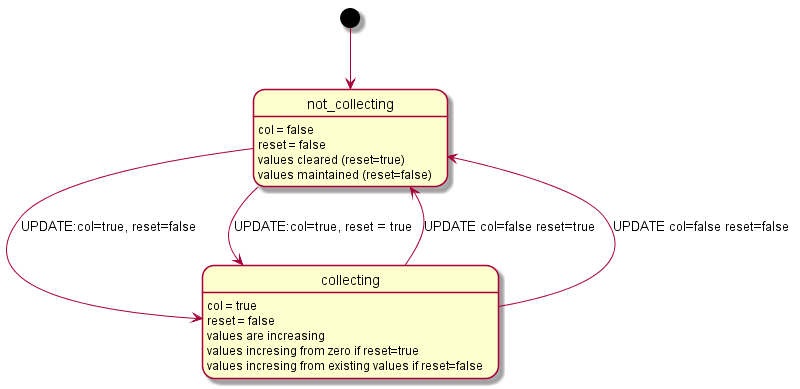 not_collecting
col = false
reset = false
values cleared (reset=true)
values maintained (reset=false)
UPDATE:col=true, reset=false
UPDATE:col=true, reset = true
UPDATE col=false reset=true
UPDATE col=false reset=false
collecting
col = true
reset = false
values are increasing
values incresing from zero if reset=true
values incresing from existing values if reset=false